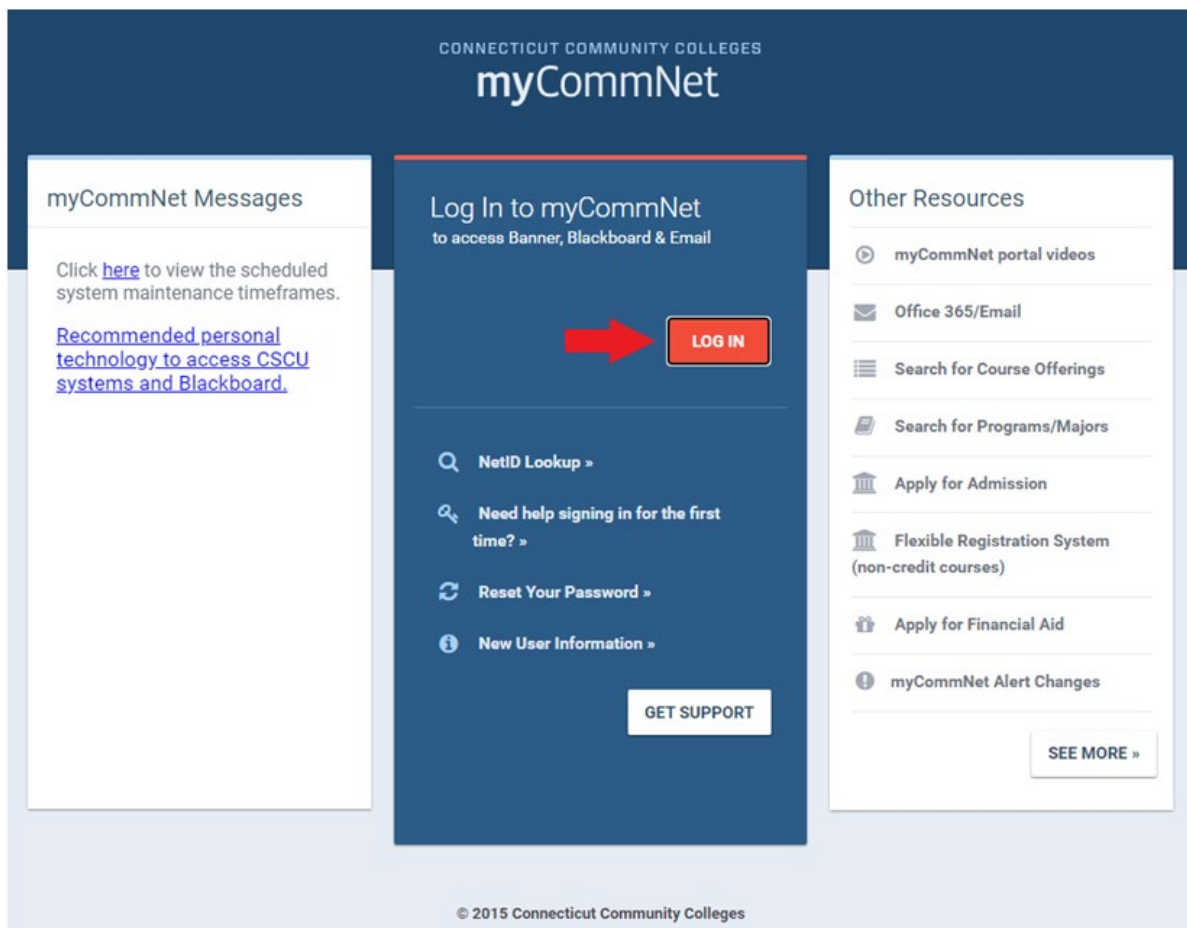 CONNECTICUT COMMUNITY COLLEGES
myCommNet
myCommNet Messages
Click here to view the scheduled
system maintenance timeframes.
Recommended personal
technology to access CSCU
systems and Blackboard.
Log In to myCommNet
to access Banner, Blackboard & Email
LOG IN
NetID Lookup »
Need help signing in for the first
time? »
Reset Your Password »
New User Information »
GET SUPPORT
Other Resources
myCommNet portal videos
Office 365/Email
Search for Course Offerings
Search for Programs/Majors
Apply for Admission
Flexible Registration System
(non-credit courses)
Apply for Financial Aid
myCommNet Alert Changes
SEE MORE »
© 2015 Connecticut Community Colleges